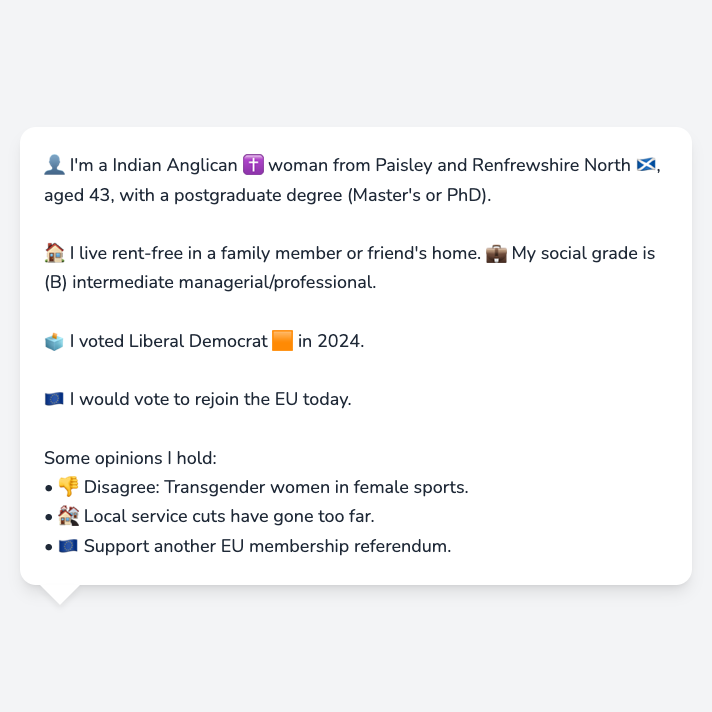 👤 I'm a Indian Anglican ✝️ woman from Paisley and Renfrewshire North 🏴󠁧󠁢󠁳󠁣󠁴󠁿,
aged 43, with a postgraduate degree (Master's or PhD).
🏠 I live rent-free in a family member or friend's home. 💼 My social grade is
(B) intermediate managerial/professional.
🗳️ I voted Liberal Democrat 🟧 in 2024.
🇪🇺 I would vote to rejoin the EU today.
Some opinions I hold:
• 👎 Disagree: Transgender women in female sports.
• 🏚️ Local service cuts have gone too far.
• 🇪🇺 Support another EU membership referendum.